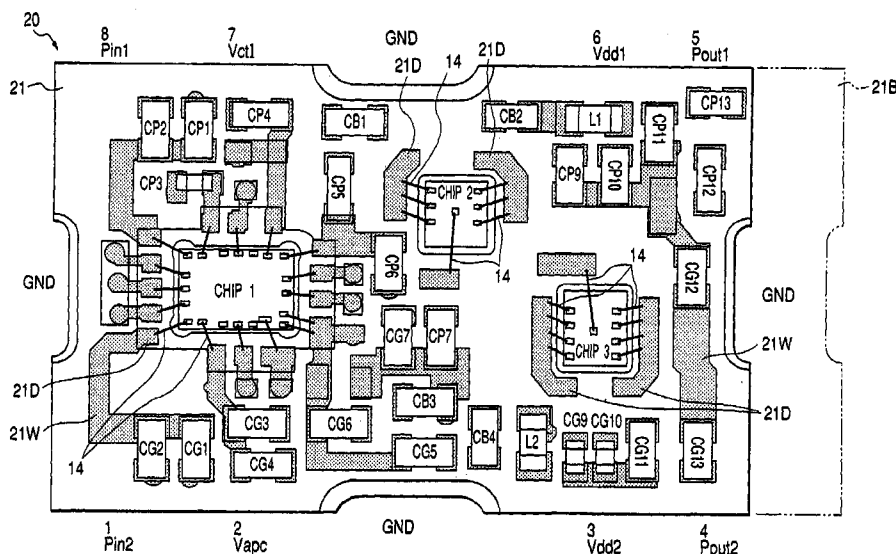 20
8
Pin1
7
Vctl
GND
6
Vdd1
5
Pout1
21
21D
14
21D
21B
CP2
CP1
CP4
CB1
CB2
L1
CP11
CP13
CP3
CP5
CHIP 2
CP9
CP10
CP12
GND
CHIP 1
CP6
14
14
CG12
GND
CG7
CP7
CHIP 3
21W
21D
21D
21W
CB3
14
CG2
CG1
CG3
CG4
CG6
CG5
CB4
L2
CG9
CG10
CG11
CG13
1
Pin2
2
Vapc
GND
3
Vdd2
4
Pout2